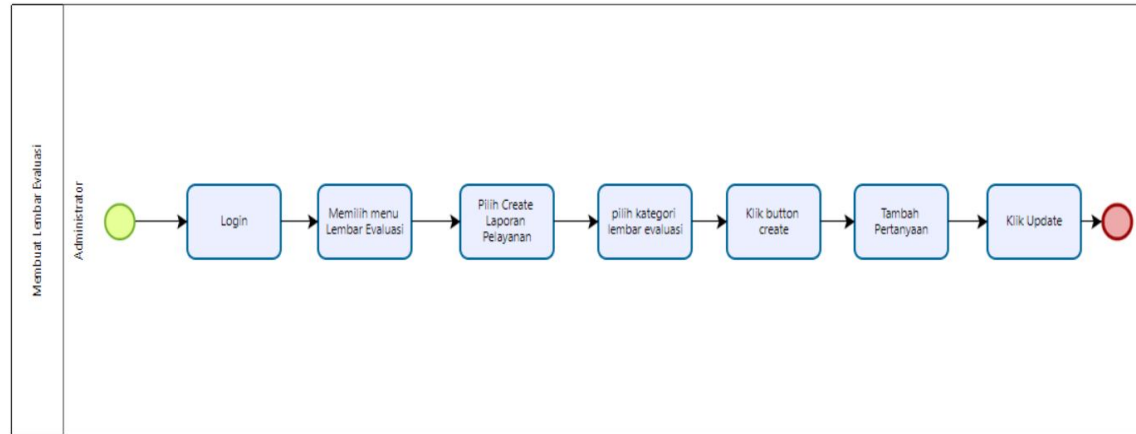 Membuat Lembar Evaluasi
Administrator
Login
Memilih menu
Lembar Evaluasi
Pilih Create
Laporan
Pelayanan
pilih kategori
lembar evaluasi
Klik button
create
Tambah
Pertanyaan
Klik Update